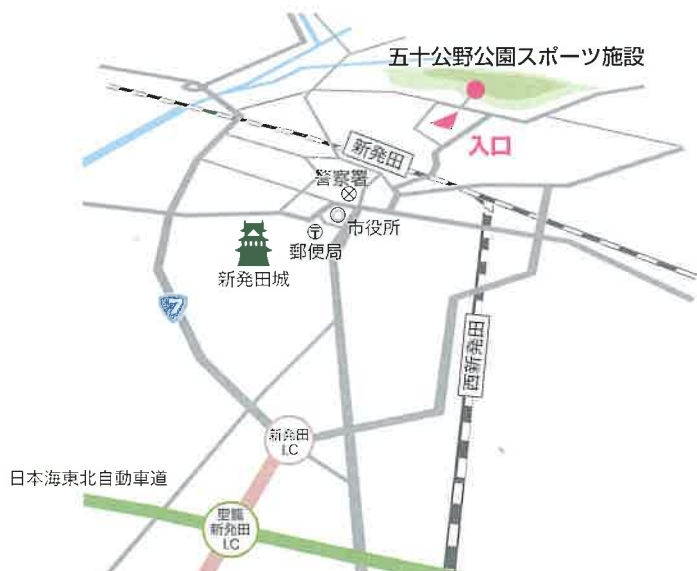 五十公野公園スポーツ施設
入口
新発田
警察署
市役所
〒
郵便局
新発田城
7
西新発田
新発田
I.C
日本海東北自動車道
聖籠
新発田
I.C